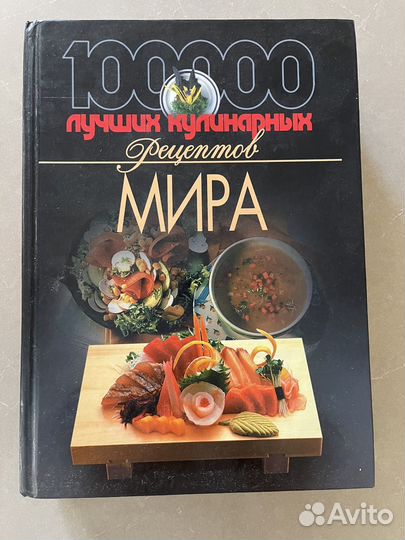 100000
лучших кулинарных
Рецептов
МИРА
Avito